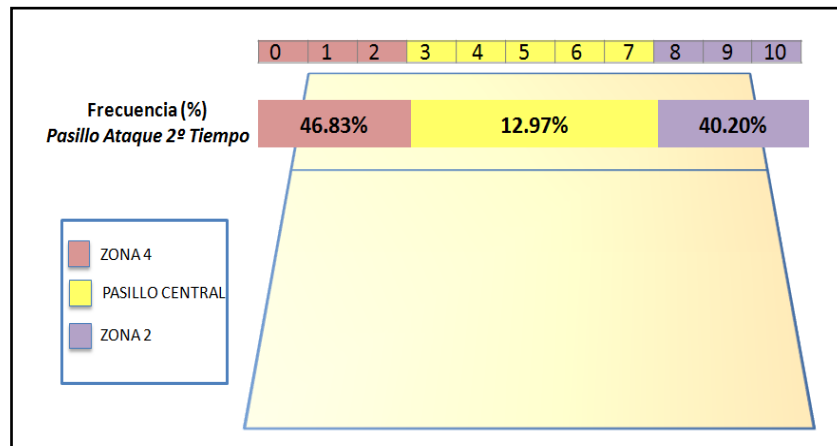 0 1 2 3 4 5 6 7 8 9 10
Frecuencia (%)
Pasillo Ataque 2º Tiempo
46.83% 12.97% 40.20%
ZONA 4
PASILLO CENTRAL
ZONA 2